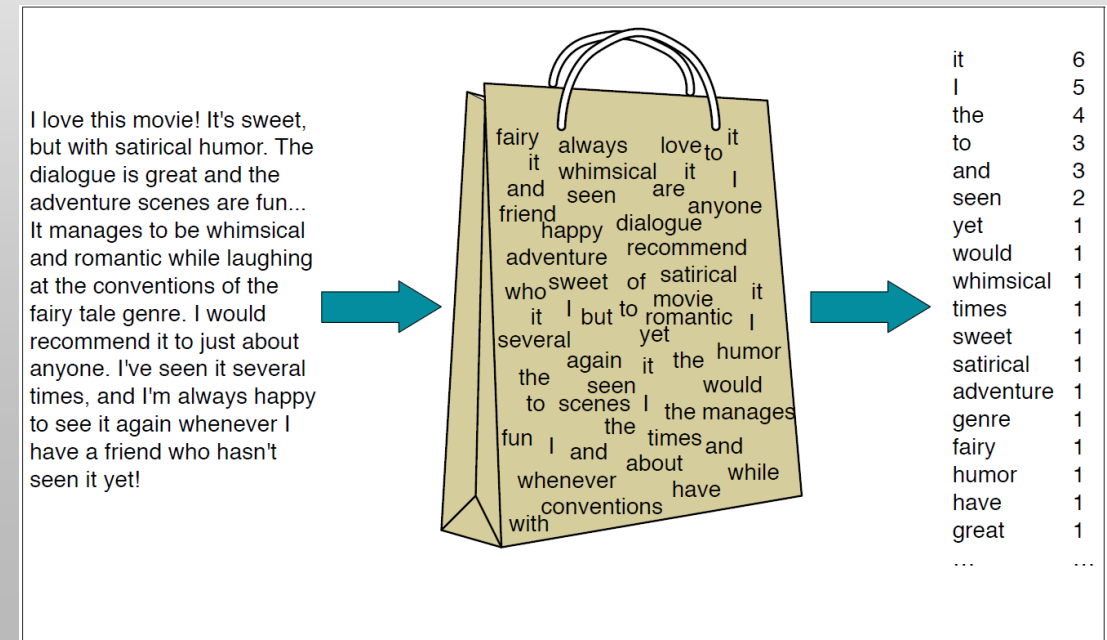 I love this movie! It's sweet,
but with satirical humor. The
dialogue is great and the
adventure scenes are fun...
It manages to be whimsical
and romantic while laughing
at the conventions of the
fairy tale genre. I would
recommend it to just about
anyone. I've seen it several
times, and I'm always happy
to see it again whenever I
have a friend who hasn't
seen it yet!
fairy always love to it
it whimsical it I
and seen are
friend anyone
happy dialogue
adventure recommend
sweet of satirical
who movie it
it I but to romantic I
several yet
again it the humor
the seen would
to scenes I the manages
the
fun I and times and
about
whenever have while
conventions
with
it 6
I 5
the 4
to 3
and 3
seen 2
yet 1
would 1
whimsical 1
times 1
sweet 1
satirical 1
adventure 1
genre 1
fairy 1
humor 1
have 1
great 1
… …